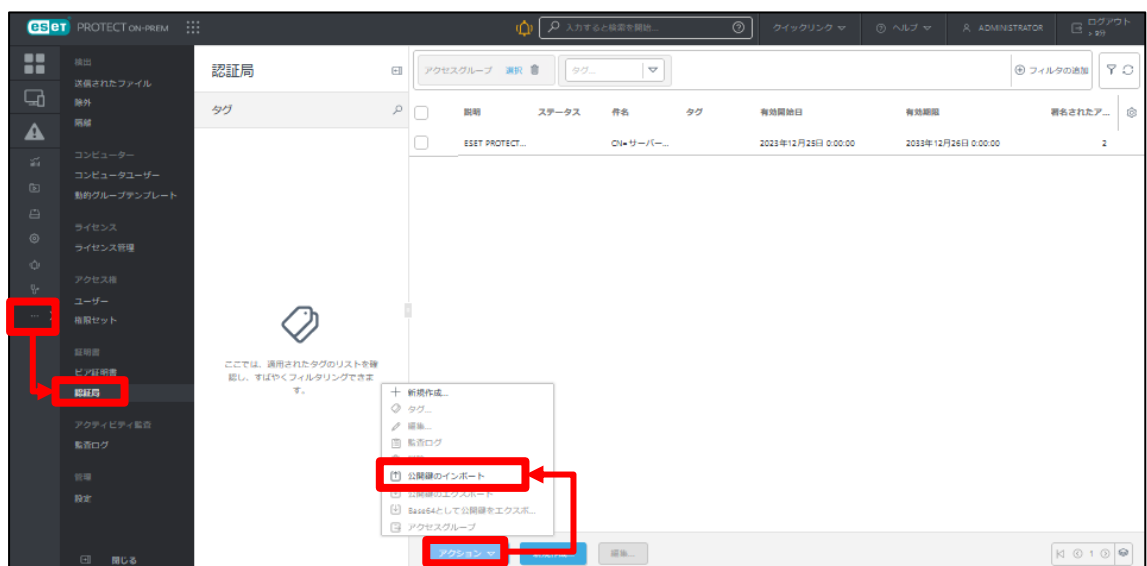 eset PROTECT ON-PREM
入力すると検索を開始...
クイックリンク
ヘルプ
ADMINISTRATOR
ログアウト
> 9分
検出
送信されたファイル
除外
隔離
コンピューター
コンピュータユーザー
動的グループテンプレート
ライセンス
ライセンス管理
アクセス権
ユーザー
権限セット
証明書
ピア証明書
認証局
アクティビティ監査
監査ログ
管理
設定
閉じる
認証局
タグ
ここでは、適用されたタグのリストを確
認し、すばやくフィルタリングできま
す。
アクセスグループ 選択
タグ...
フィルタの追加
説明 ステータス 件名 タグ 有効開始日 有効期限 署名されたア...
ESET PROTECT... CN=サーバー... 2023年12月25日 0:00:00 2033年12月26日 0:00:00 2
新規作成...
タグ...
編集...
監査ログ
公開鍵のインポート
公開鍵のエクスポート
Base64として公開鍵をエクスポ...
アクセスグループ
アクション
編集...
1